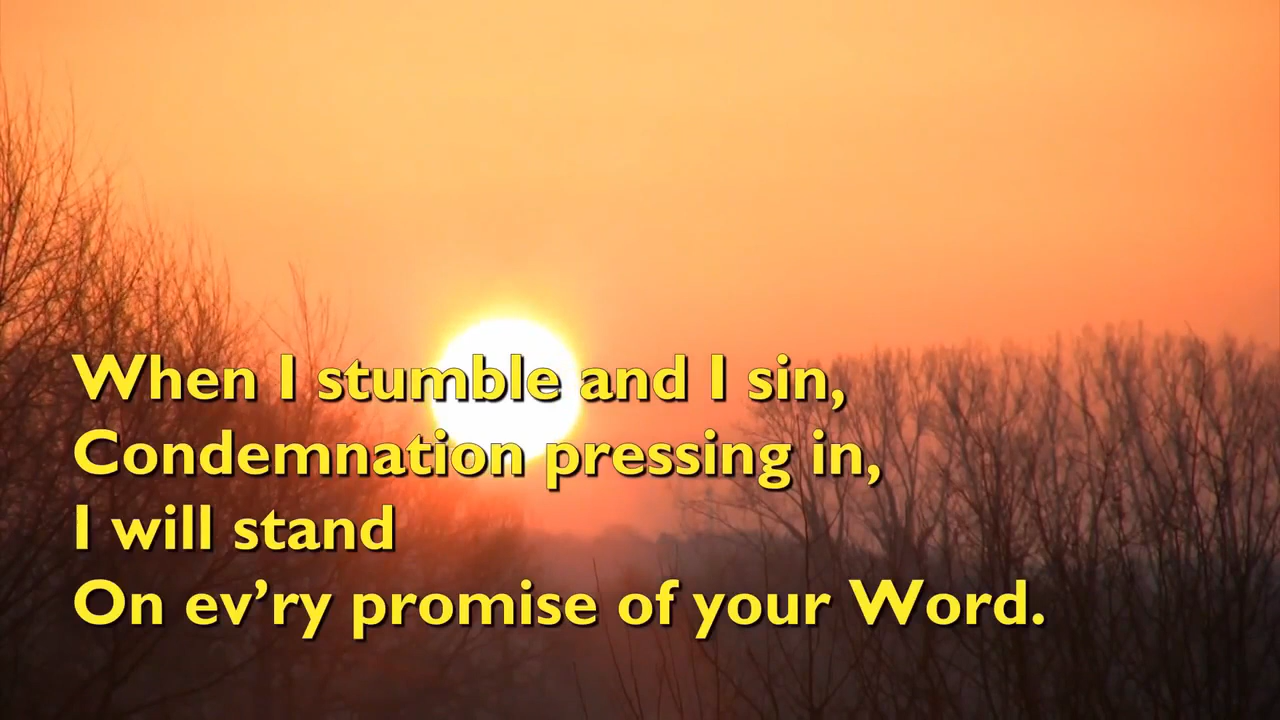 When I stumble and I sin,
Condemnation pressing in,
I will stand
On ev’ry promise of your Word.